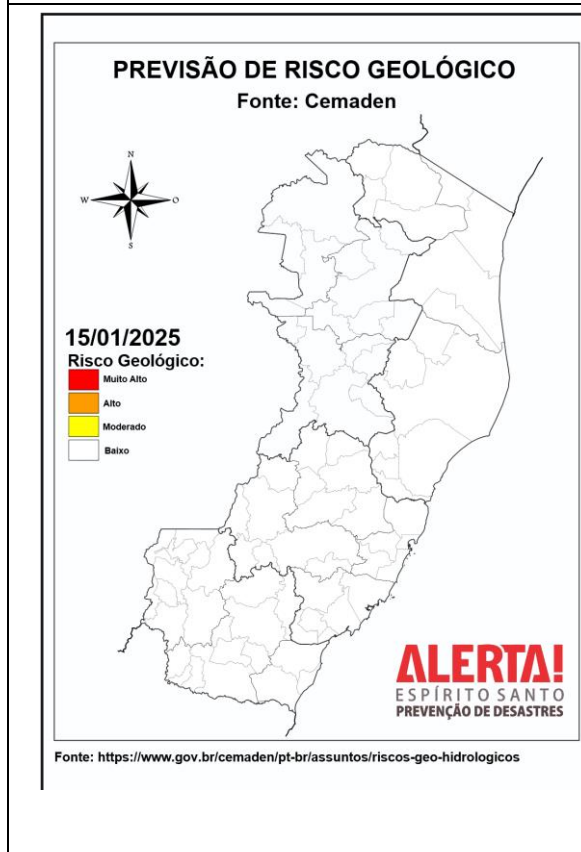 PREVISÃO DE RISCO GEOLÓGICO
Fonte: Cemaden
N
W
O
S
15/01/2025
Risco Geológico:
Muito Alto
Alto
Moderado
Baixo
ALERTA!
ESPÍRITO SANTO
PREVENÇÃO DE DESASTRES
Fonte: https://www.gov.br/cemaden/pt-br/assuntos/riscos-geo-hidrologicos